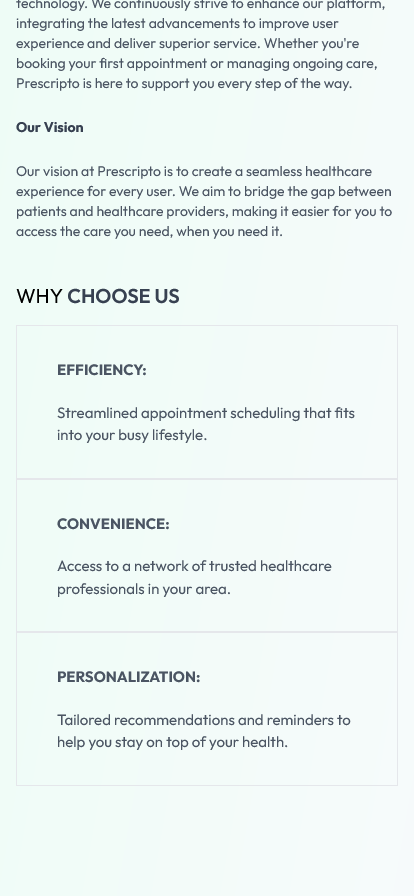 technology. We continuously strive to enhance our platform,
integrating the latest advancements to improve user
experience and deliver superior service. Whether you're
booking your first appointment or managing ongoing care,
Prescripto is here to support you every step of the way.
Our Vision
Our vision at Prescripto is to create a seamless healthcare
experience for every user. We aim to bridge the gap between
patients and healthcare providers, making it easier for you to
access the care you need, when you need it.
WHY CHOOSE US
EFFICIENCY:
Streamlined appointment scheduling that fits
into your busy lifestyle.
CONVENIENCE:
Access to a network of trusted healthcare
professionals in your area.
PERSONALIZATION:
Tailored recommendations and reminders to
help you stay on top of your health.